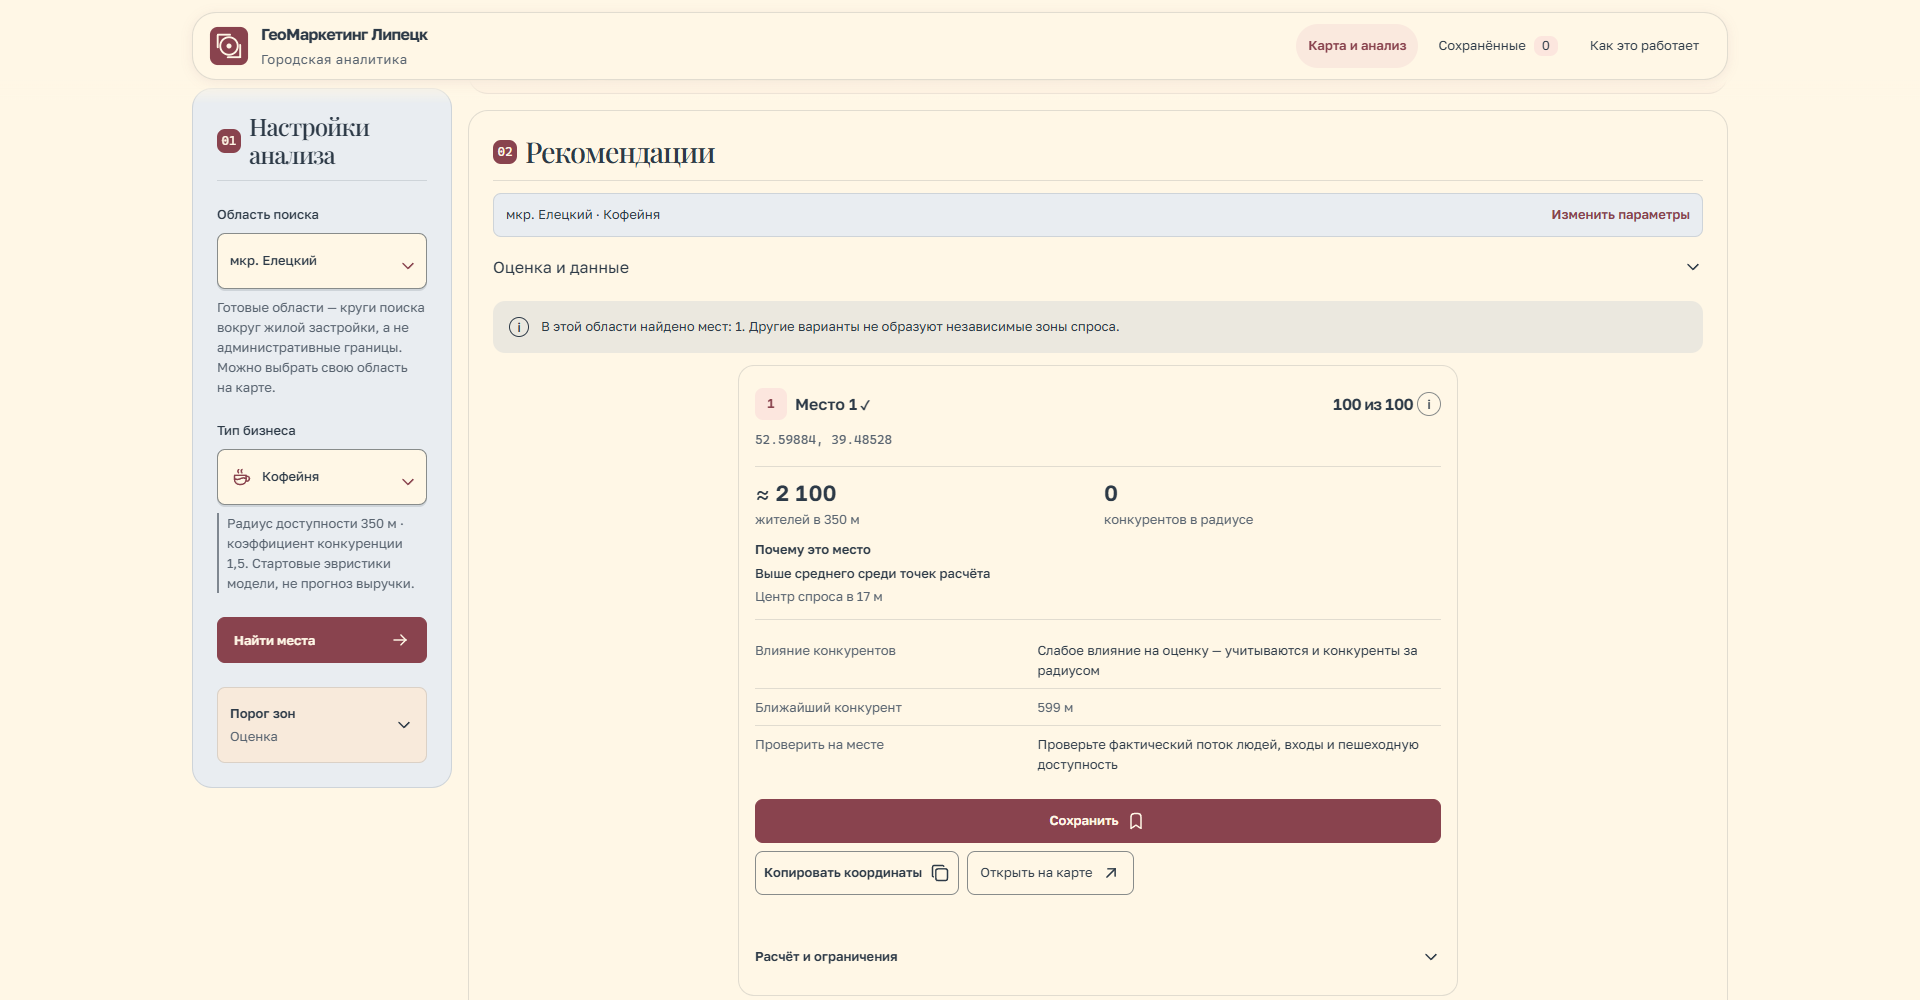 ГеоМаркетинг Липецк
Городская аналитика
Карта и анализ
Сохранённые 0
Как это работает
01 Настройки
анализа
Область поиска
мкр. Елецкий
Готовые области — круги поиска
вокруг жилой застройки, а не
административные границы.
Можно выбрать свою область
на карте.
Тип бизнеса
Кофейня
Радиус доступности 350 м ·
коэффициент конкуренции
1,5. Стартовые эвристики
модели, не прогноз выручки.
Найти места
Порог зон
Оценка
02 Рекомендации
мкр. Елецкий · Кофейня
Изменить параметры
Оценка и данные
В этой области найдено мест: 1. Другие варианты не образуют независимые зоны спроса.
1 Место 1 ✓
100 из 100
52.59884, 39.48528
≈ 2 100
жителей в 350 м
0
конкурентов в радиусе
Почему это место
Выше среднего среди точек расчёта
Центр спроса в 17 м
Влияние конкурентов
Слабое влияние на оценку — учитываются и конкуренты за
радиусом
Ближайший конкурент
599 м
Проверить на месте
Проверьте фактический поток людей, входы и пешеходную
доступность
Сохранить
Копировать координаты
Открыть на карте
Расчёт и ограничения